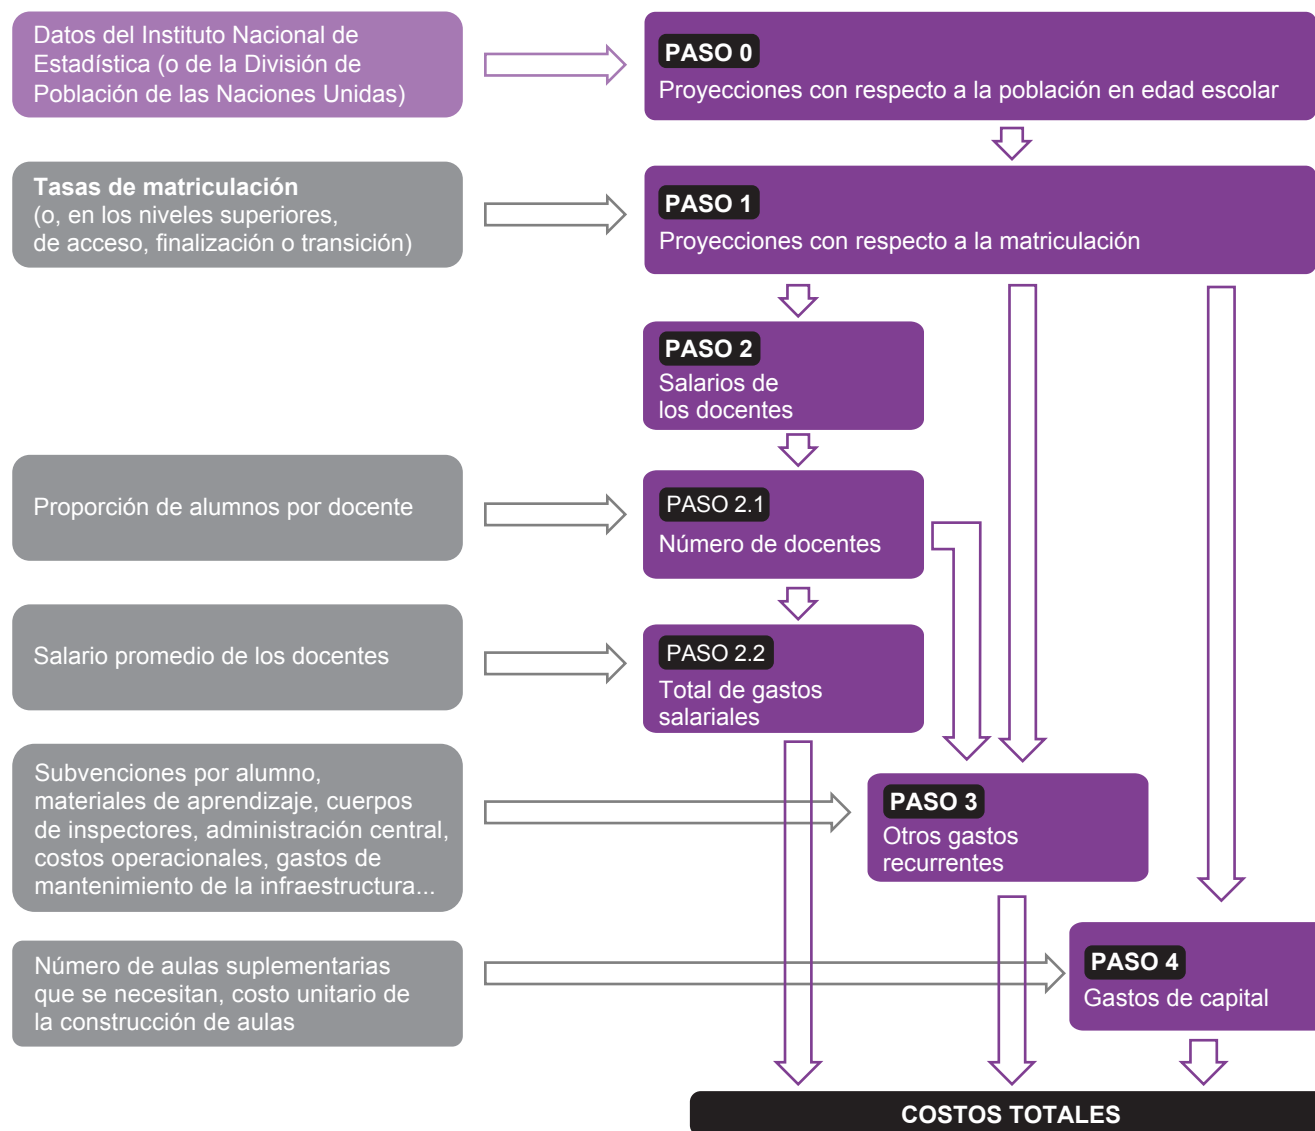 Datos del Instituto Nacional de
Estadística (o de la División de
Población de las Naciones Unidas)
PASO 0
Proyecciones con respecto a la población en edad escolar
Tasas de matriculación
(o, en los niveles superiores,
de acceso, finalización o transición)
PASO 1
Proyecciones con respecto a la matriculación
PASO 2
Salarios de
los docentes
Proporción de alumnos por docente
PASO 2.1
Número de docentes
Salario promedio de los docentes
PASO 2.2
Total de gastos
salariales
Subvenciones por alumno,
materiales de aprendizaje, cuerpos
de inspectores, administración central,
costos operacionales, gastos de
mantenimiento de la infraestructura...
PASO 3
Otros gastos
recurrentes
Número de aulas suplementarias
que se necesitan, costo unitario de
la construcción de aulas
PASO 4
Gastos de capital
COSTOS TOTALES